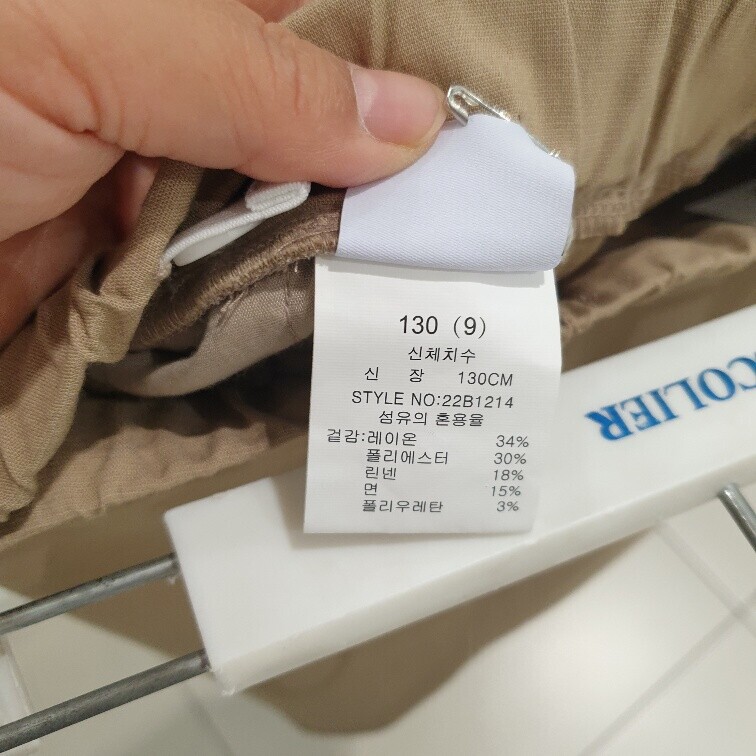 130 (9)
신체치수
신 장 130CM
STYLE NO:22B1214
섬유의 혼용율
겉감:레이온 34%
폴리에스터 30%
린넨 18%
면 15%
폴리우레탄 3%
COLIER